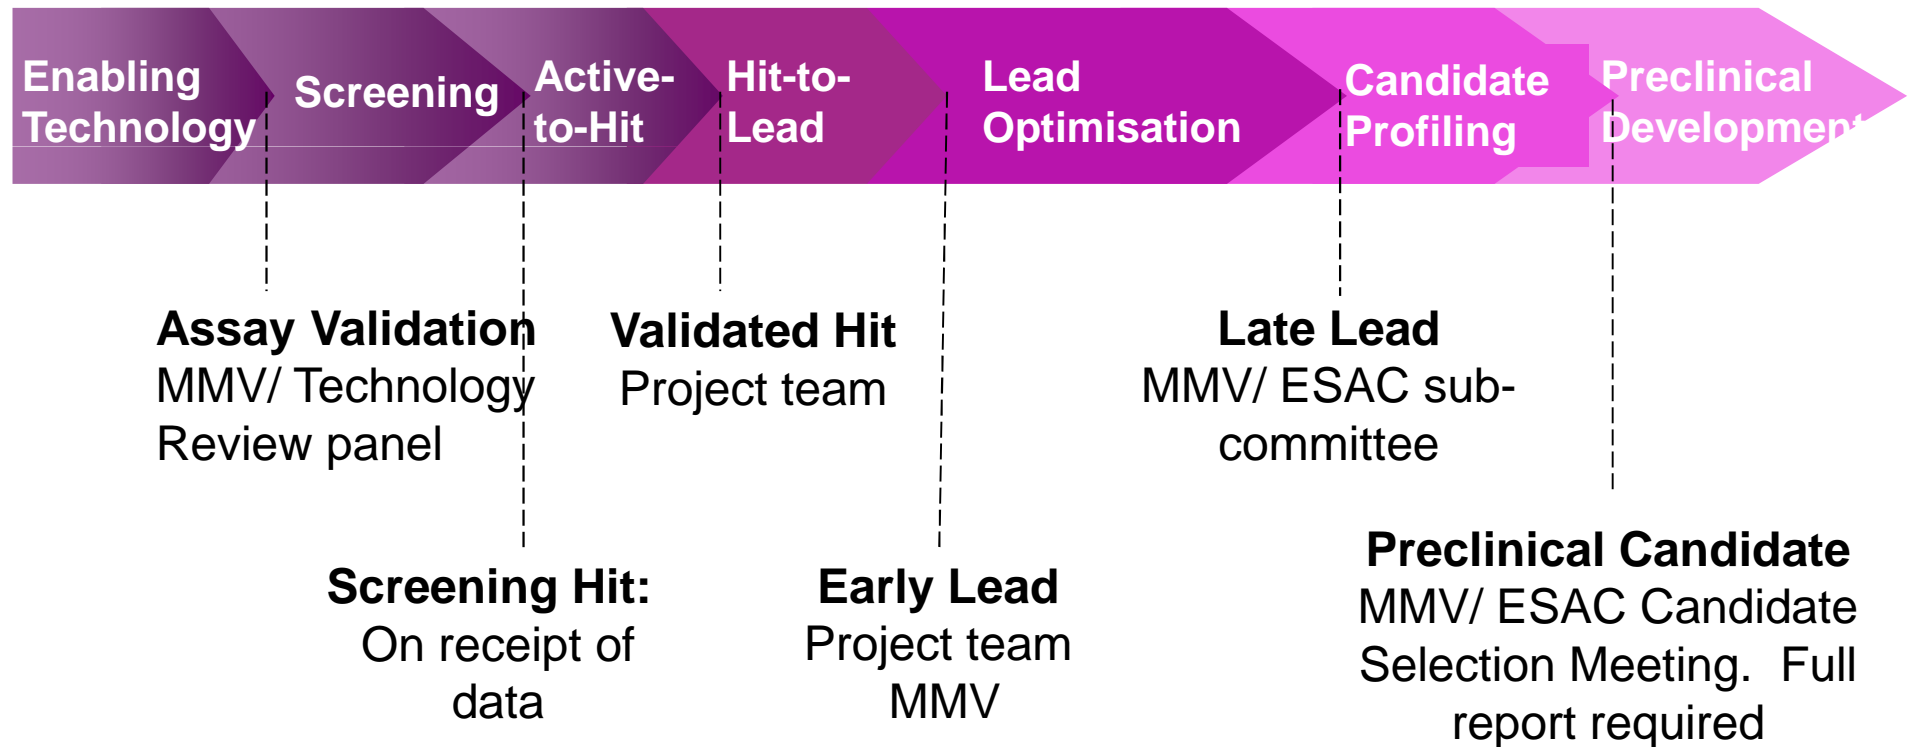 Enabling
Technology
Screening
Active-
to-Hit
Hit-to-
Lead
Lead
Optimisation
Candidate
Profiling
Preclinical
Development
Assay Validation
MMV/ Technology
Review panel
Validated Hit
Project team
Late Lead
MMV/ ESAC sub-
committee
Screening Hit:
On receipt of
data
Early Lead
Project team
MMV
Preclinical Candidate
MMV/ ESAC Candidate
Selection Meeting.  Full
report required